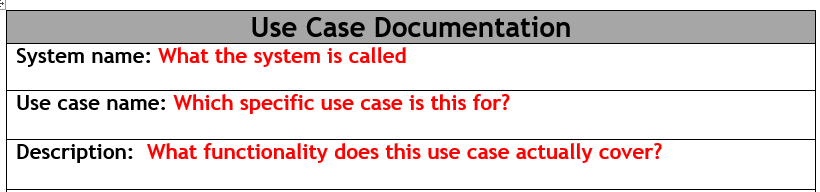 Use Case Documentation
System name: What the system is called
Use case name: Which specific use case is this for?
Description: What functionality does this use case actually cover?